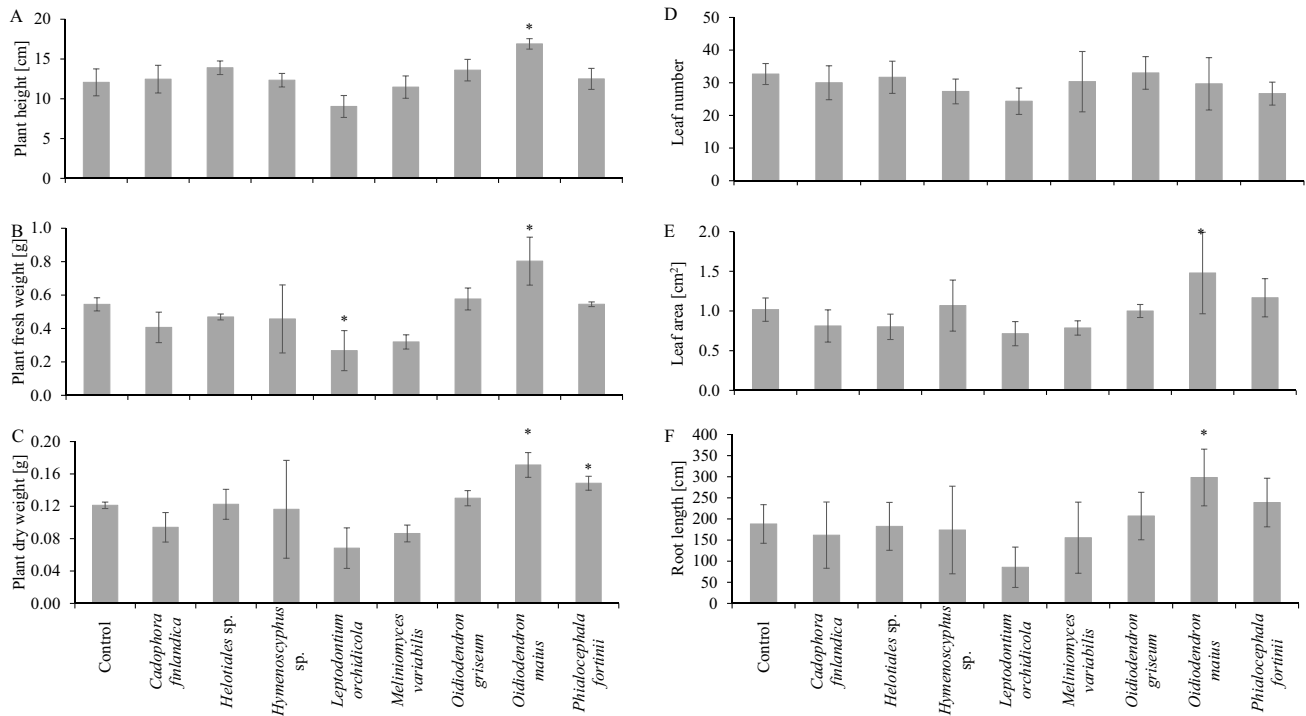 A
Plant height [cm]
20
15
10
5
0
*
B
Plant fresh weight [g]
1.0
0.8
0.6
0.4
0.2
0.0
*
*
C
Plant dry weight [g]
0.20
0.16
0.12
0.08
0.04
0.00
*
*
Control
Cadophora
finlandica
Helotiales sp.
Hymenoscyphus
sp.
Leptodontium
orchidicola
Meliniomyces
variabilis
Oidiodendron
griseum
Oidiodendron
maius
Phialocephala
fortinii
D
Leaf number
50
40
30
20
10
0
E
Leaf area [cm²]
2.0
1.5
1.0
0.5
0.0
*
F
Root length [cm]
400
350
300
250
200
150
100
50
0
*
Control
Cadophora
finlandica
Helotiales sp.
Hymenoscyphus
sp.
Leptodontium
orchidicola
Meliniomyces
variabilis
Oidiodendron
griseum
Oidiodendron
maius
Phialocephala
fortinii